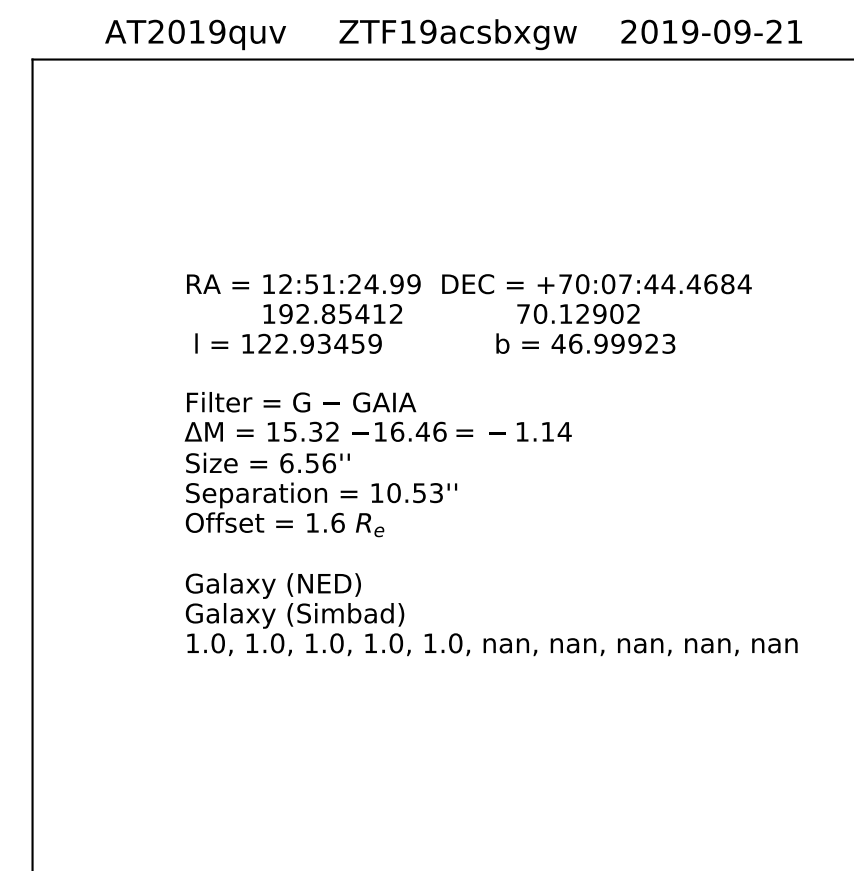 AT2019quv ZTF19acsbxgw 2019-09-21
RA = 12:51:24.99 DEC = +70:07:44.4684
192.85412 70.12902
l = 122.93459 b = 46.99923
Filter = G − GAIA
ΔM = 15.32 −16.46 = − 1.14
Size = 6.56''
Separation = 10.53''
Offset = 1.6 Re
Galaxy (NED)
Galaxy (Simbad)
1.0, 1.0, 1.0, 1.0, 1.0, nan, nan, nan, nan, nan